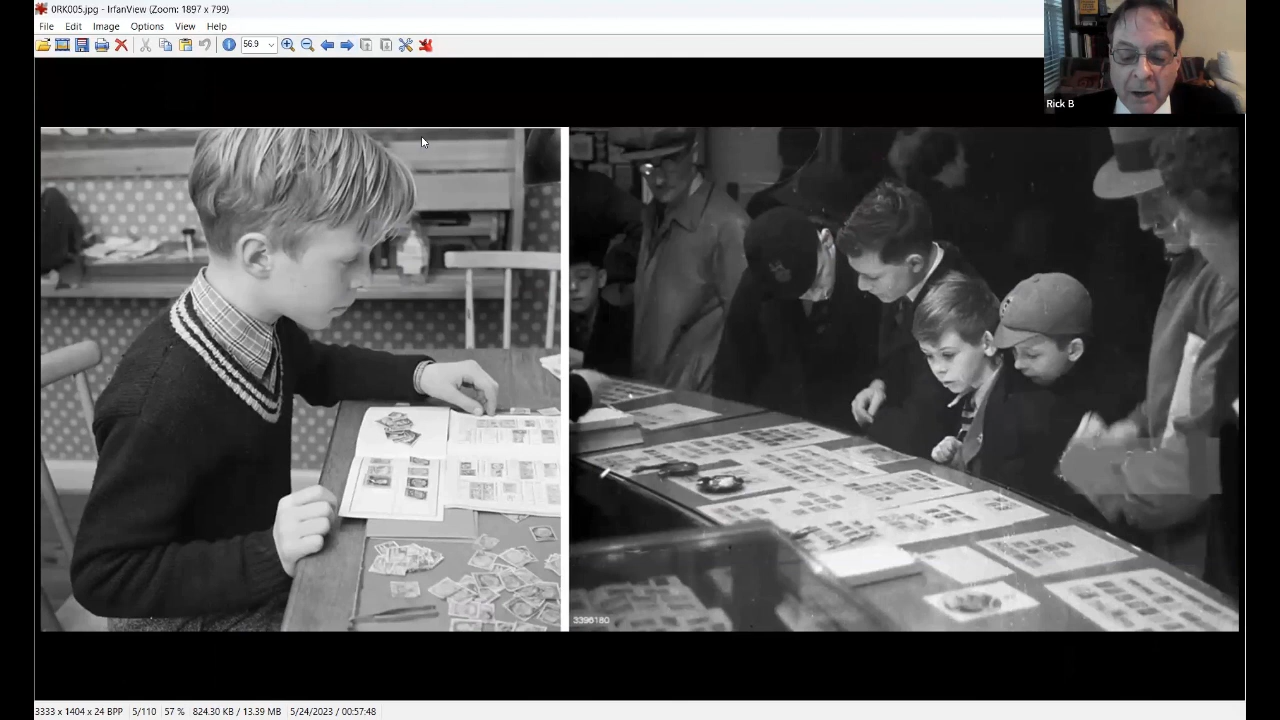 0RK005.jpg - IrfanView (Zoom: 1897 x 799)
File Edit Image Options View Help
56.9
Rick B
3396180
3333 x 1404 x 24 BPP 5/110 57 % 824.30 KB / 13.39 MB 5/24/2023 / 00:57:48